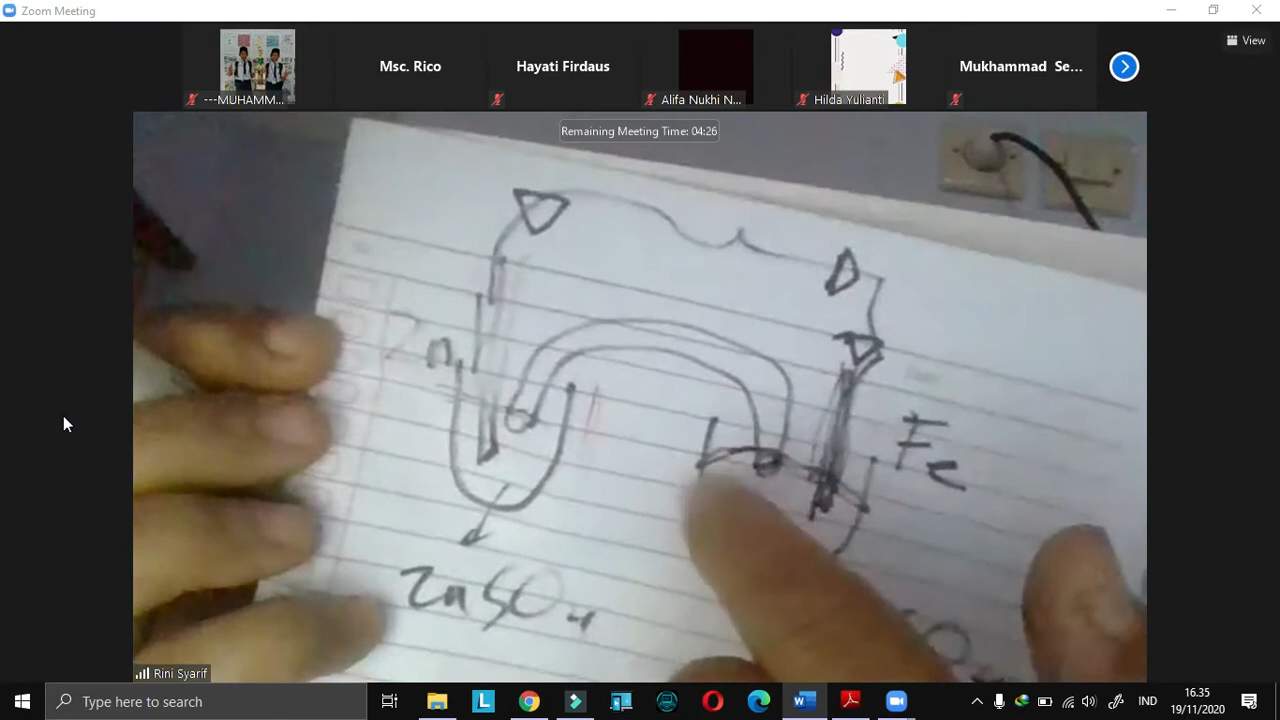 Zoom Meeting
View
Msc. Rico
Hayati Firdaus
Mukhammad Se...
---MUHAMM...
Alifa Nukhi N...
Hilda Yulianti
Remaining Meeting Time: 04:26
Zn
Fe
ZnSO4
SO4
Rini Syarif
Type here to search
L
W
IND
16.35
19/11/2020